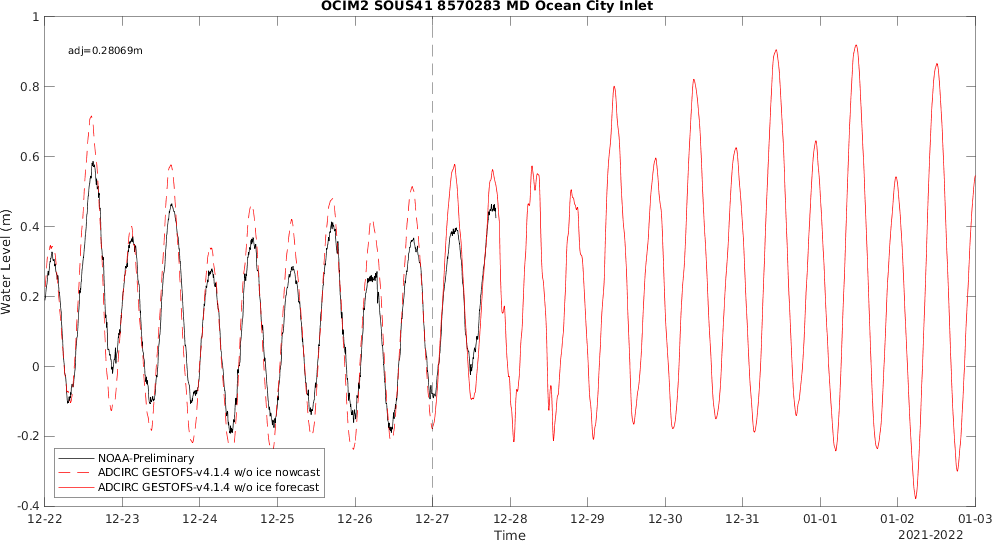 OCIM2 SOUS41 8570283 MD Ocean City Inlet
adj=0.28069m
Water Level (m)
1
0.8
0.6
0.4
0.2
0
-0.2
-0.4
NOAA-Preliminary
ADCIRC GESTOFS-v4.1.4 w/o ice nowcast
ADCIRC GESTOFS-v4.1.4 w/o ice forecast
12-22 12-23 12-24 12-25 12-26 12-27 12-28 12-29 12-30 12-31 01-01 01-02 01-03
Time
2021-2022